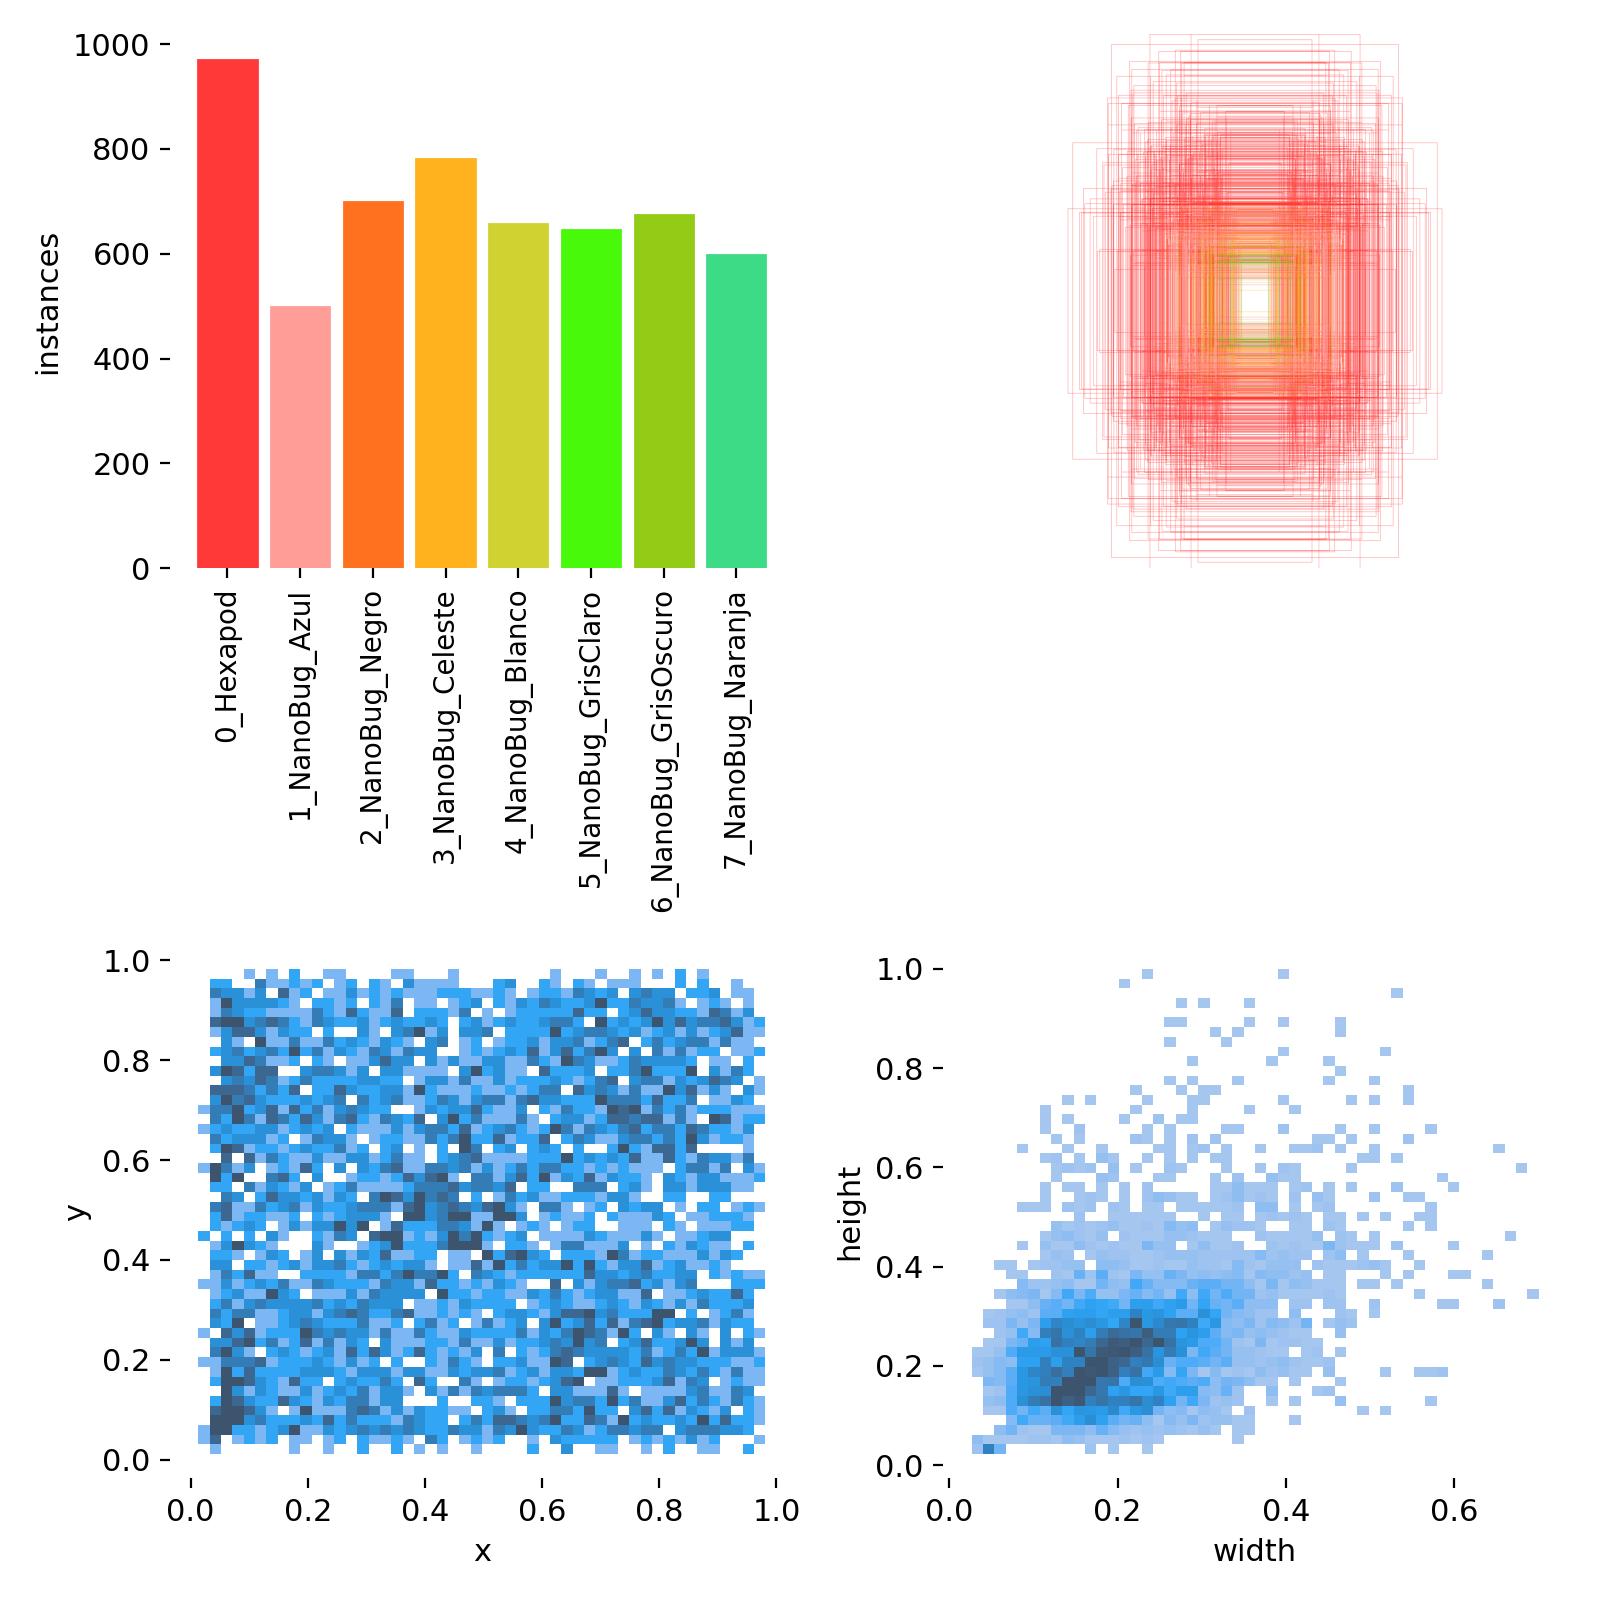 1000
800
600
400
200
0
instances
0_Hexapod
1_NanoBug_Azul
2_NanoBug_Negro
3_NanoBug_Celeste
4_NanoBug_Blanco
5_NanoBug_GrisClaro
6_NanoBug_GrisOscuro
7_NanoBug_Naranja
1.0
0.8
0.6
0.4
0.2
0.0
y
0.0 0.2 0.4 0.6 0.8 1.0
x
1.0
0.8
0.6
0.4
0.2
0.0
height
0.0 0.2 0.4 0.6
width